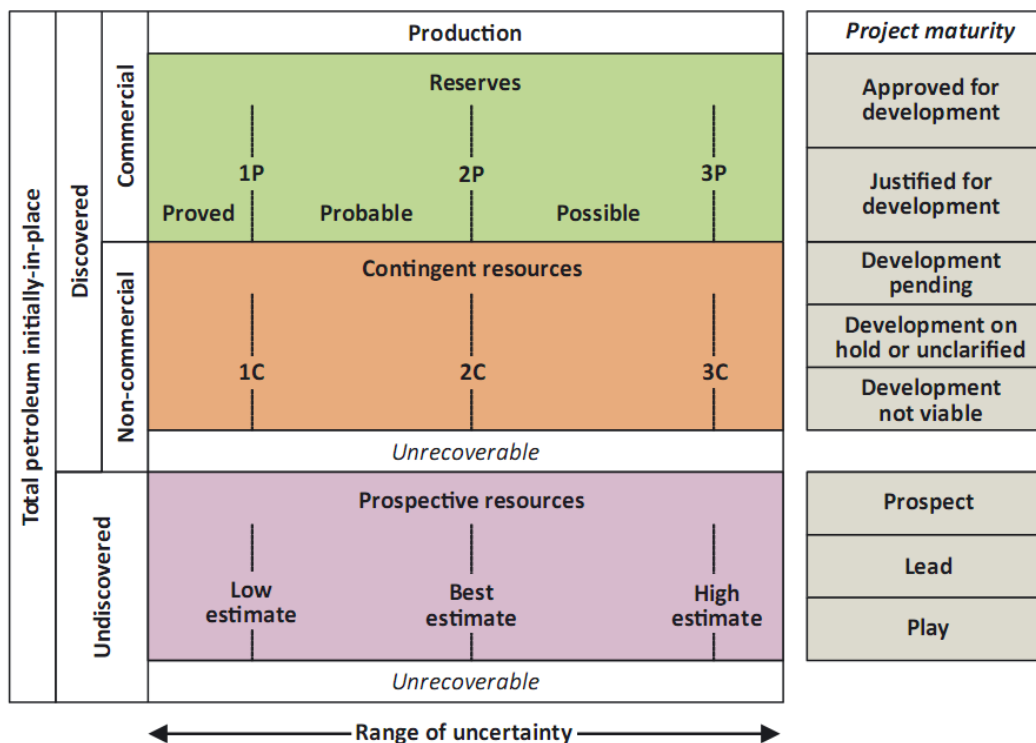 Total petroleum initially-in-place
Discovered
Undiscovered
Commercial
Non-commercial
Production
Reserves
1P
2P
3P
Proved
Probable
Possible
Contingent resources
1C
2C
3C
Unrecoverable
Prospective resources
Low
estimate
Best
estimate
High
estimate
Unrecoverable
Range of uncertainty
Project maturity
Approved for
development
Justified for
development
Development
pending
Development on
hold or unclarified
Development
not viable
Prospect
Lead
Play